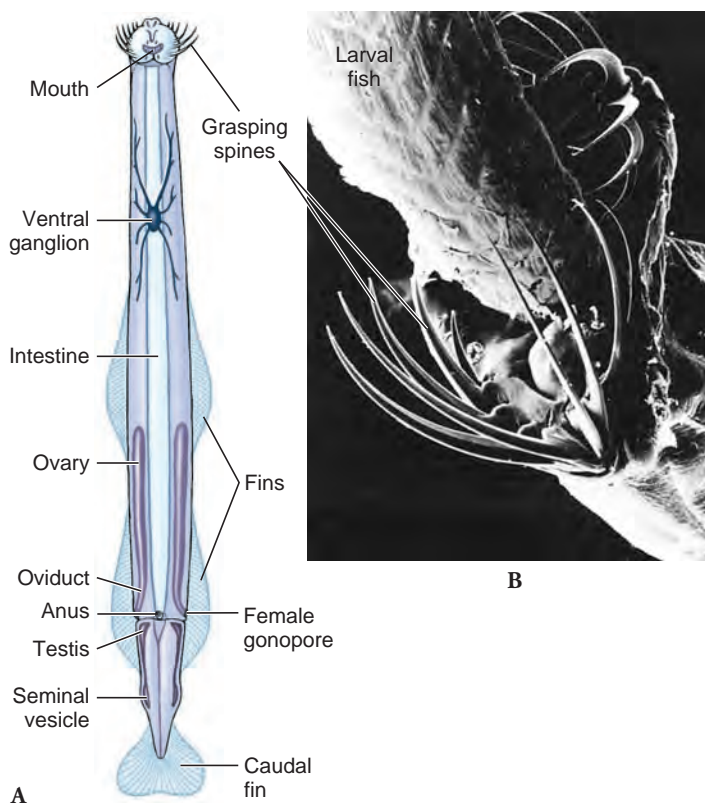 Mouth
Grasping
spines
Larval
fish
Ventral
ganglion
Intestine
Ovary
Fins
Oviduct
Anus
Testis
Female
gonopore
Seminal
vesicle
Caudal
fin
A
B